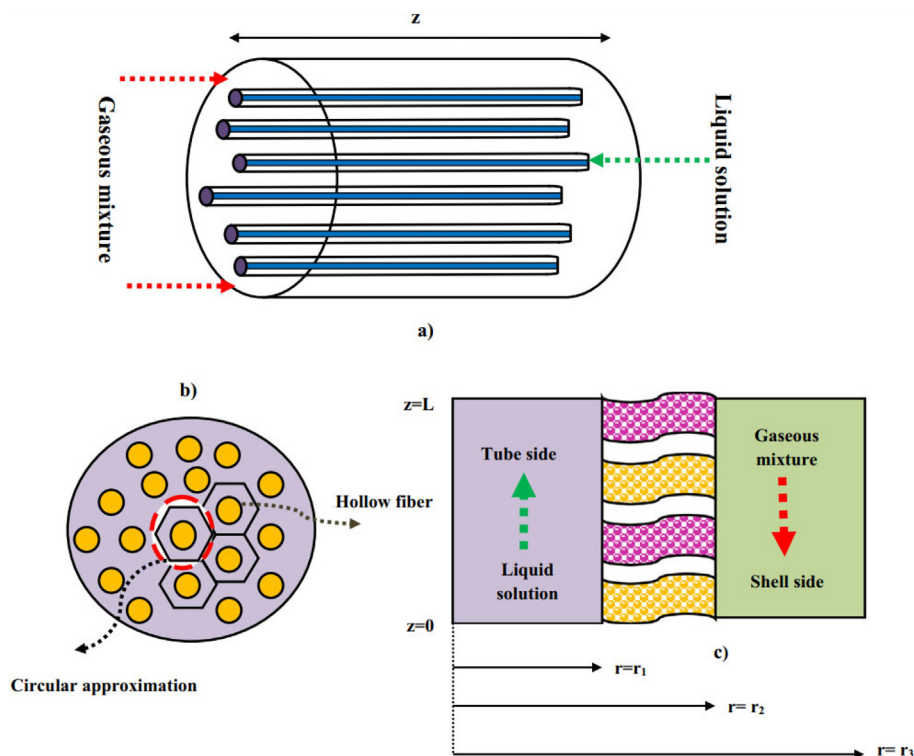 z
Gaseous mixture
Liquid solution
a)
b)
Hollow fiber
Circular approximation
z=L
Tube side
Liquid
solution
Gaseous
mixture
Shell side
z=0
c)
r=r₁
r= r₂
r= r₃